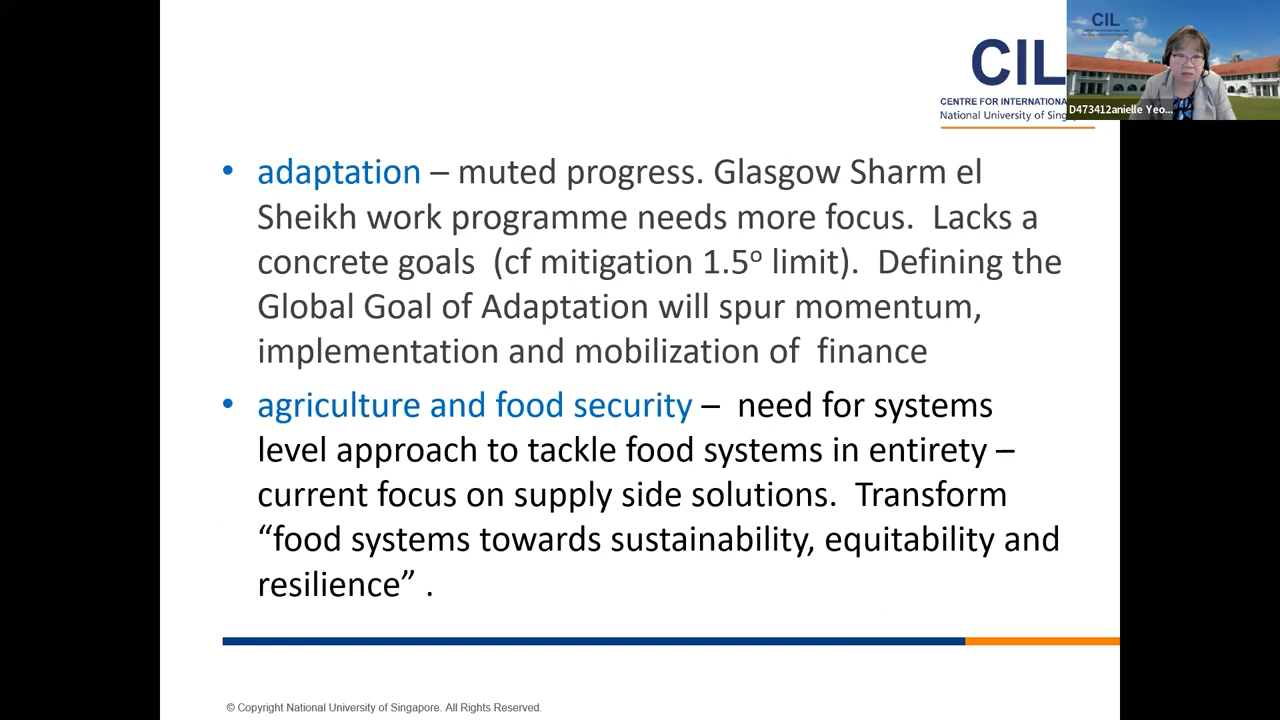 CIL
CENTRE FOR INTERNATIONA
National University of Sing
CIL
D473412anielle Yeo...
• adaptation – muted progress. Glasgow Sharm el
Sheikh work programme needs more focus. Lacks a
concrete goals (cf mitigation 1.5º limit). Defining the
Global Goal of Adaptation will spur momentum,
implementation and mobilization of finance
• agriculture and food security – need for systems
level approach to tackle food systems in entirety –
current focus on supply side solutions. Transform
“food systems towards sustainability, equitability and
resilience” .
© Copyright National University of Singapore. All Rights Reserved.